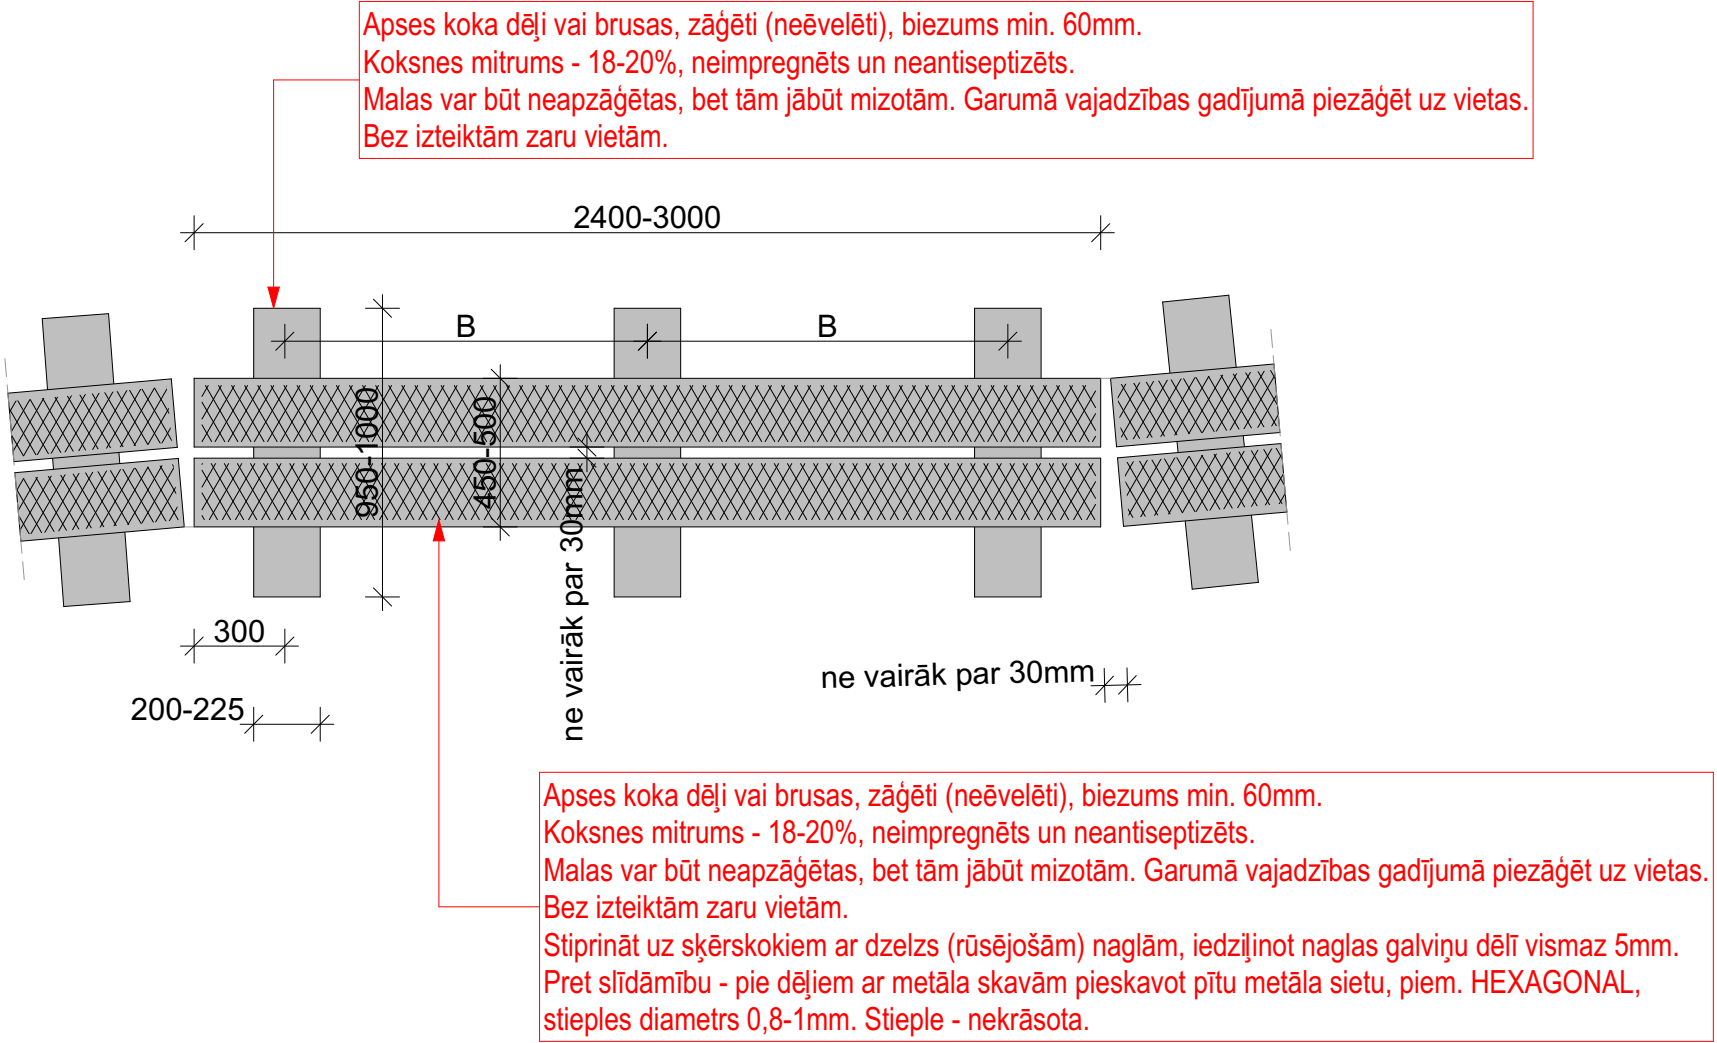 Apses koka dēļi vai brusas, zāģēti (neēvelēti), biezums min. 60mm.
Koksnes mitrums - 18-20%, neimpregnēts un neantiseptizēts.
Malas var būt neapzāģētas, bet tām jābūt mizotām. Garumā vajadzības gadījumā piezāģēt uz vietas.
Bez izteiktām zaru vietām.
2400-3000
B
B
950-1000
450-500
ne vairāk par 30mm
300
ne vairāk par 30mm
200-225
Apses koka dēļi vai brusas, zāģēti (neēvelēti), biezums min. 60mm.
Koksnes mitrums - 18-20%, neimpregnēts un neantiseptizēts.
Malas var būt neapzāģētas, bet tām jābūt mizotām. Garumā vajadzības gadījumā piezāģēt uz vietas.
Bez izteiktām zaru vietām.
Stiprināt uz sķērskokiem ar dzelzs (rūsējošām) naglām, iedziļinot naglas galviņu dēlī vismaz 5mm.
Pret slīdāmību - pie dēļiem ar metāla skavām pieskavot pītu metāla sietu, piem. HEXAGONAL,
stieples diametrs 0,8-1mm. Stieple - nekrāsota.